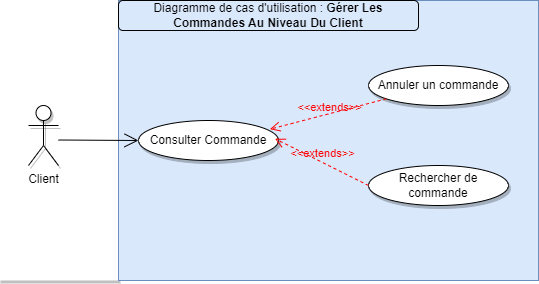 Diagramme de cas d'utilisation : Gérer Les
Commandes Au Niveau Du Client
Annuler un commande
<<extends>>
Consulter Commande
<<extends>>
Rechercher de
commande
Client